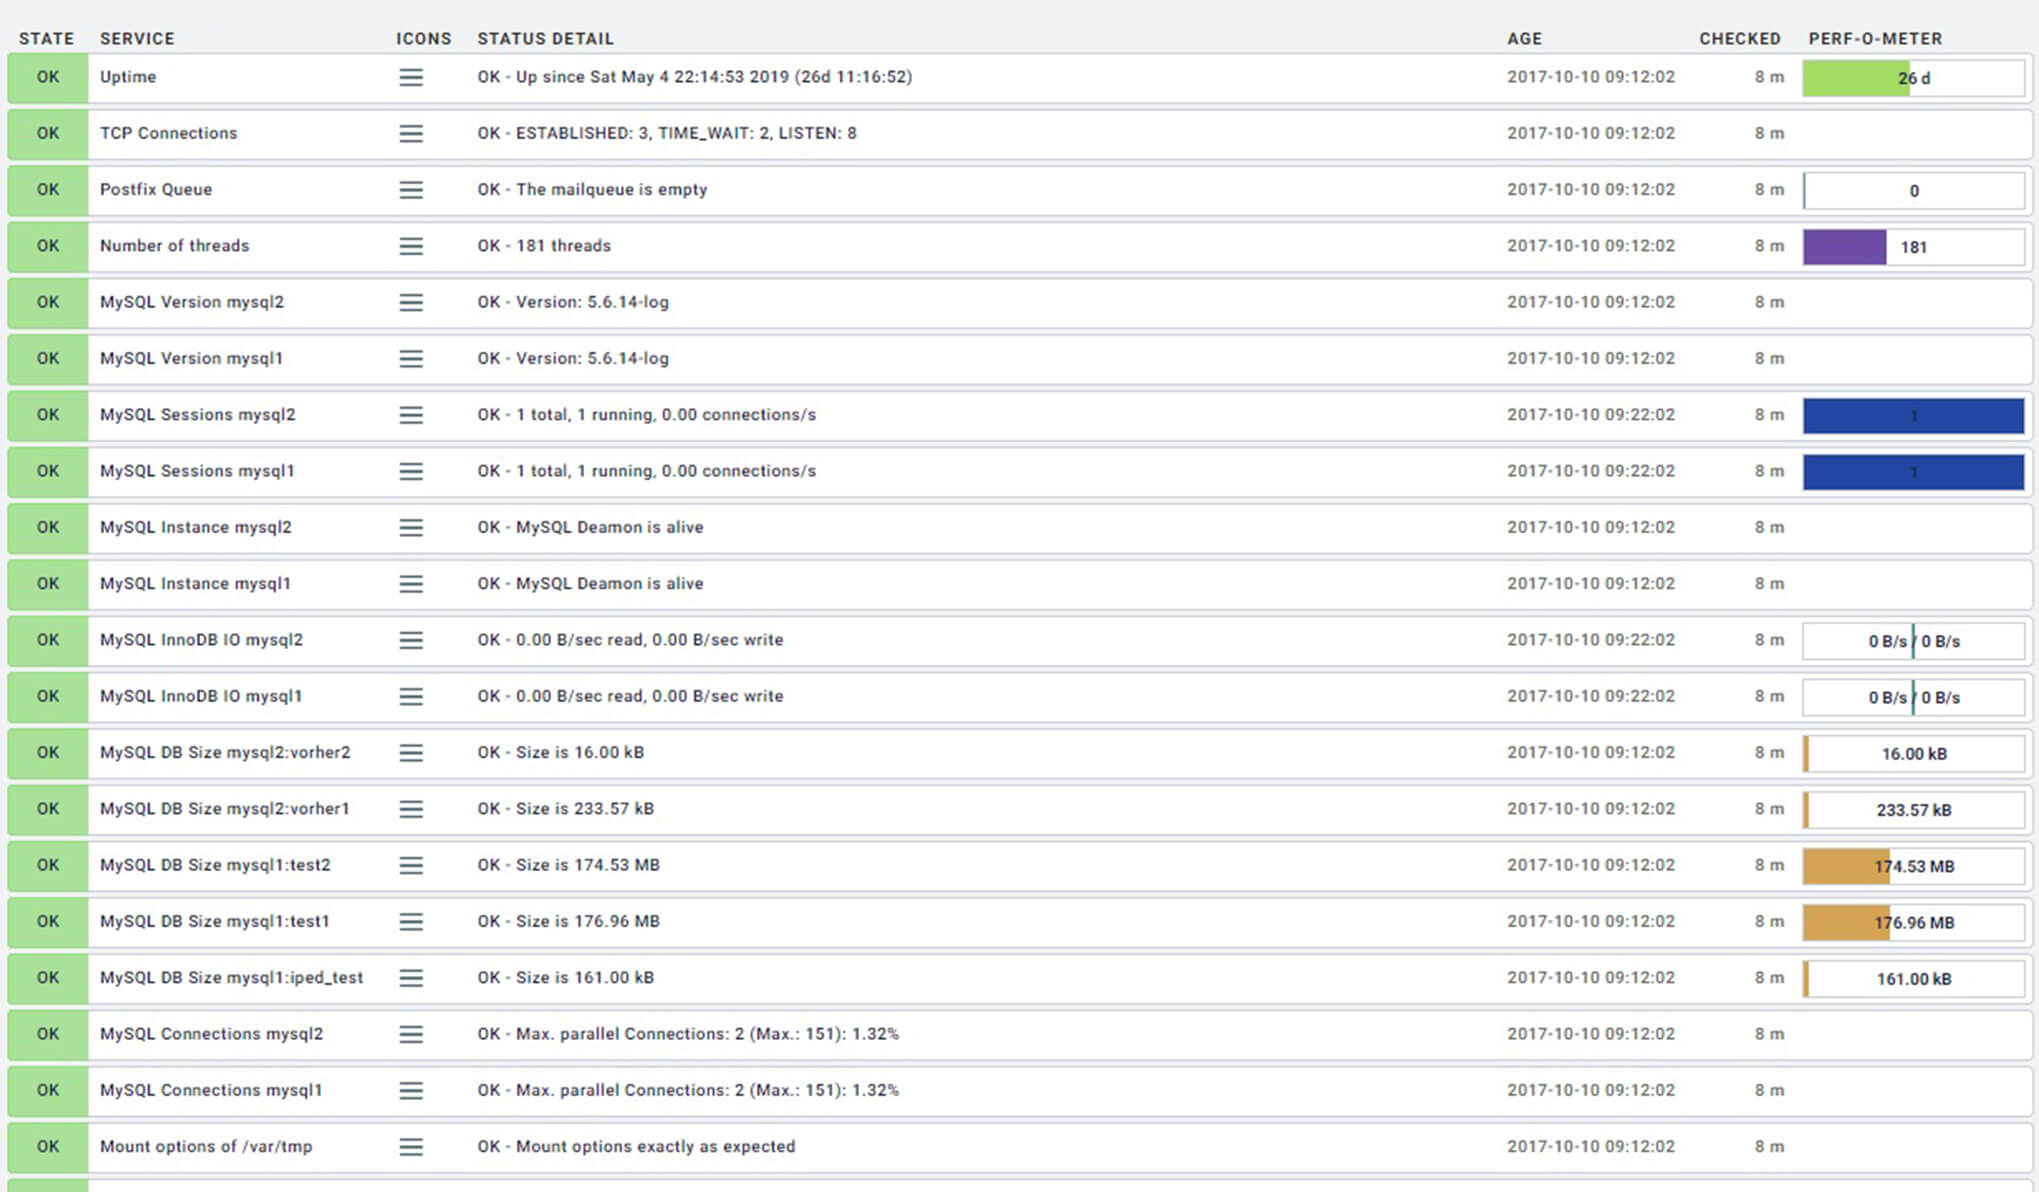 STATE SERVICE ICONS STATUS DETAIL AGE CHECKED PERF-O-METER
OK Uptime OK - Up since Sat May 4 22:14:53 2019 (26d 11:16:52) 2017-10-10 09:12:02 8 m 26 d
OK TCP Connections OK - ESTABLISHED: 3, TIME_WAIT: 2, LISTEN: 8 2017-10-10 09:12:02 8 m
OK Postfix Queue OK - The mailqueue is empty 2017-10-10 09:12:02 8 m 0
OK Number of threads OK - 181 threads 2017-10-10 09:12:02 8 m 181
OK MySQL Version mysql2 OK - Version: 5.6.14-log 2017-10-10 09:12:02 8 m
OK MySQL Version mysql1 OK - Version: 5.6.14-log 2017-10-10 09:12:02 8 m
OK MySQL Sessions mysql2 OK - 1 total, 1 running, 0.00 connections/s 2017-10-10 09:22:02 8 m 1
OK MySQL Sessions mysql1 OK - 1 total, 1 running, 0.00 connections/s 2017-10-10 09:22:02 8 m 1
OK MySQL Instance mysql2 OK - MySQL Deamon is alive 2017-10-10 09:12:02 8 m
OK MySQL Instance mysql1 OK - MySQL Deamon is alive 2017-10-10 09:12:02 8 m
OK MySQL InnoDB IO mysql2 OK - 0.00 B/sec read, 0.00 B/sec write 2017-10-10 09:22:02 8 m 0 B/s / 0 B/s
OK MySQL InnoDB IO mysql1 OK - 0.00 B/sec read, 0.00 B/sec write 2017-10-10 09:22:02 8 m 0 B/s / 0 B/s
OK MySQL DB Size mysql2:vorher2 OK - Size is 16.00 kB 2017-10-10 09:12:02 8 m 16.00 kB
OK MySQL DB Size mysql2:vorher1 OK - Size is 233.57 kB 2017-10-10 09:12:02 8 m 233.57 kB
OK MySQL DB Size mysql1:test2 OK - Size is 174.53 MB 2017-10-10 09:12:02 8 m 174.53 MB
OK MySQL DB Size mysql1:test1 OK - Size is 176.96 MB 2017-10-10 09:12:02 8 m 176.96 MB
OK MySQL DB Size mysql1:iped_test OK - Size is 161.00 kB 2017-10-10 09:12:02 8 m 161.00 kB
OK MySQL Connections mysql2 OK - Max. parallel Connections: 2 (Max.: 151): 1.32% 2017-10-10 09:12:02 8 m
OK MySQL Connections mysql1 OK - Max. parallel Connections: 2 (Max.: 151): 1.32% 2017-10-10 09:12:02 8 m
OK Mount options of /var/tmp OK - Mount options exactly as expected 2017-10-10 09:12:02 8 m